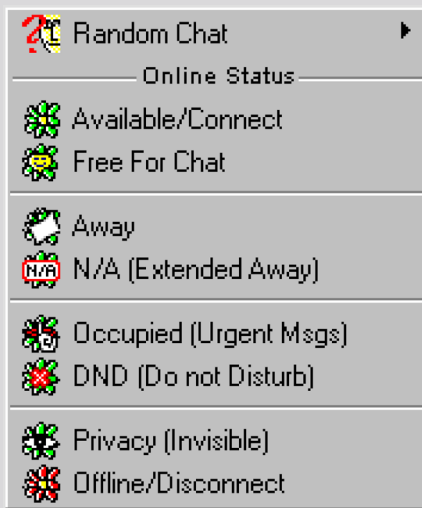 Random Chat
Online Status
Available/Connect
Free For Chat
Away
N/A (Extended Away)
Occupied (Urgent Msgs)
DND (Do not Disturb)
Privacy (Invisible)
Offline/Disconnect